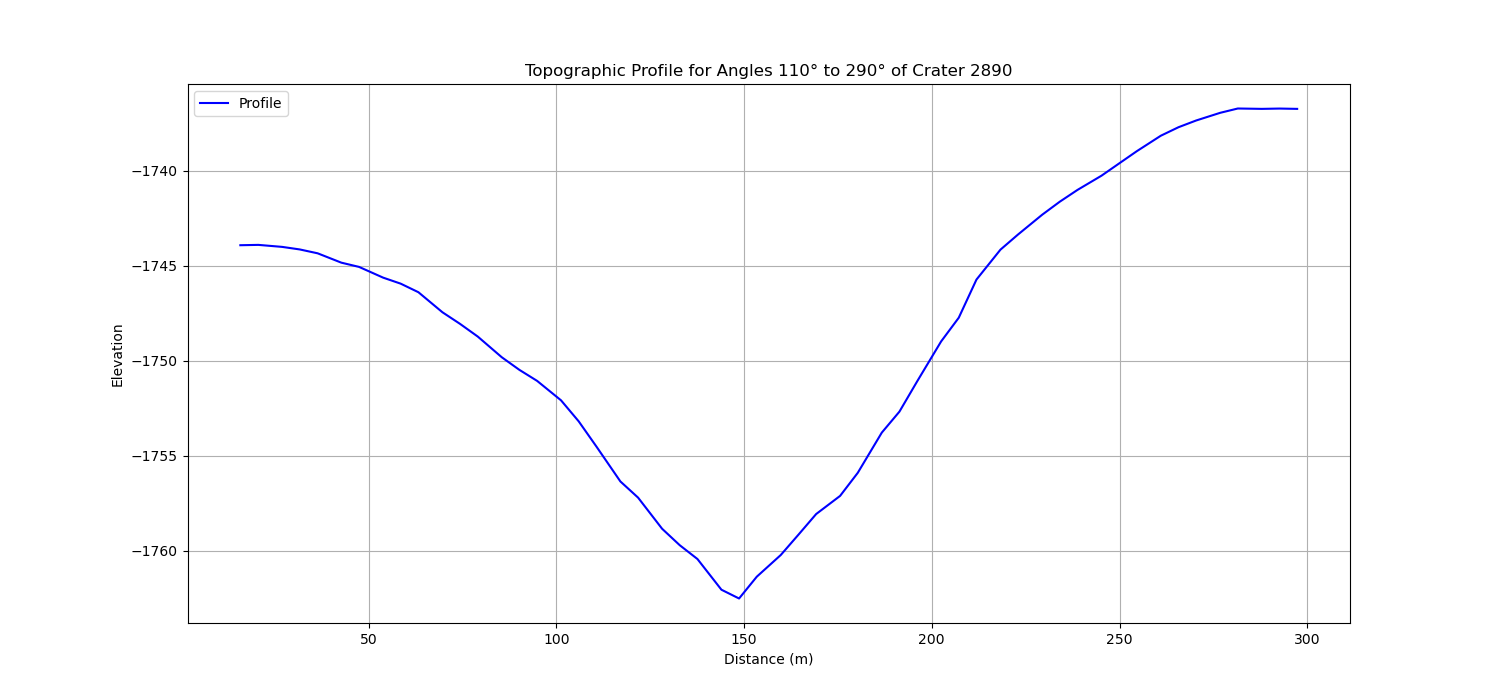 Topographic Profile for Angles 110° to 290° of Crater 2890
Profile
Elevation
−1740
−1745
−1750
−1755
−1760
50 100 150 200 250 300
Distance (m)